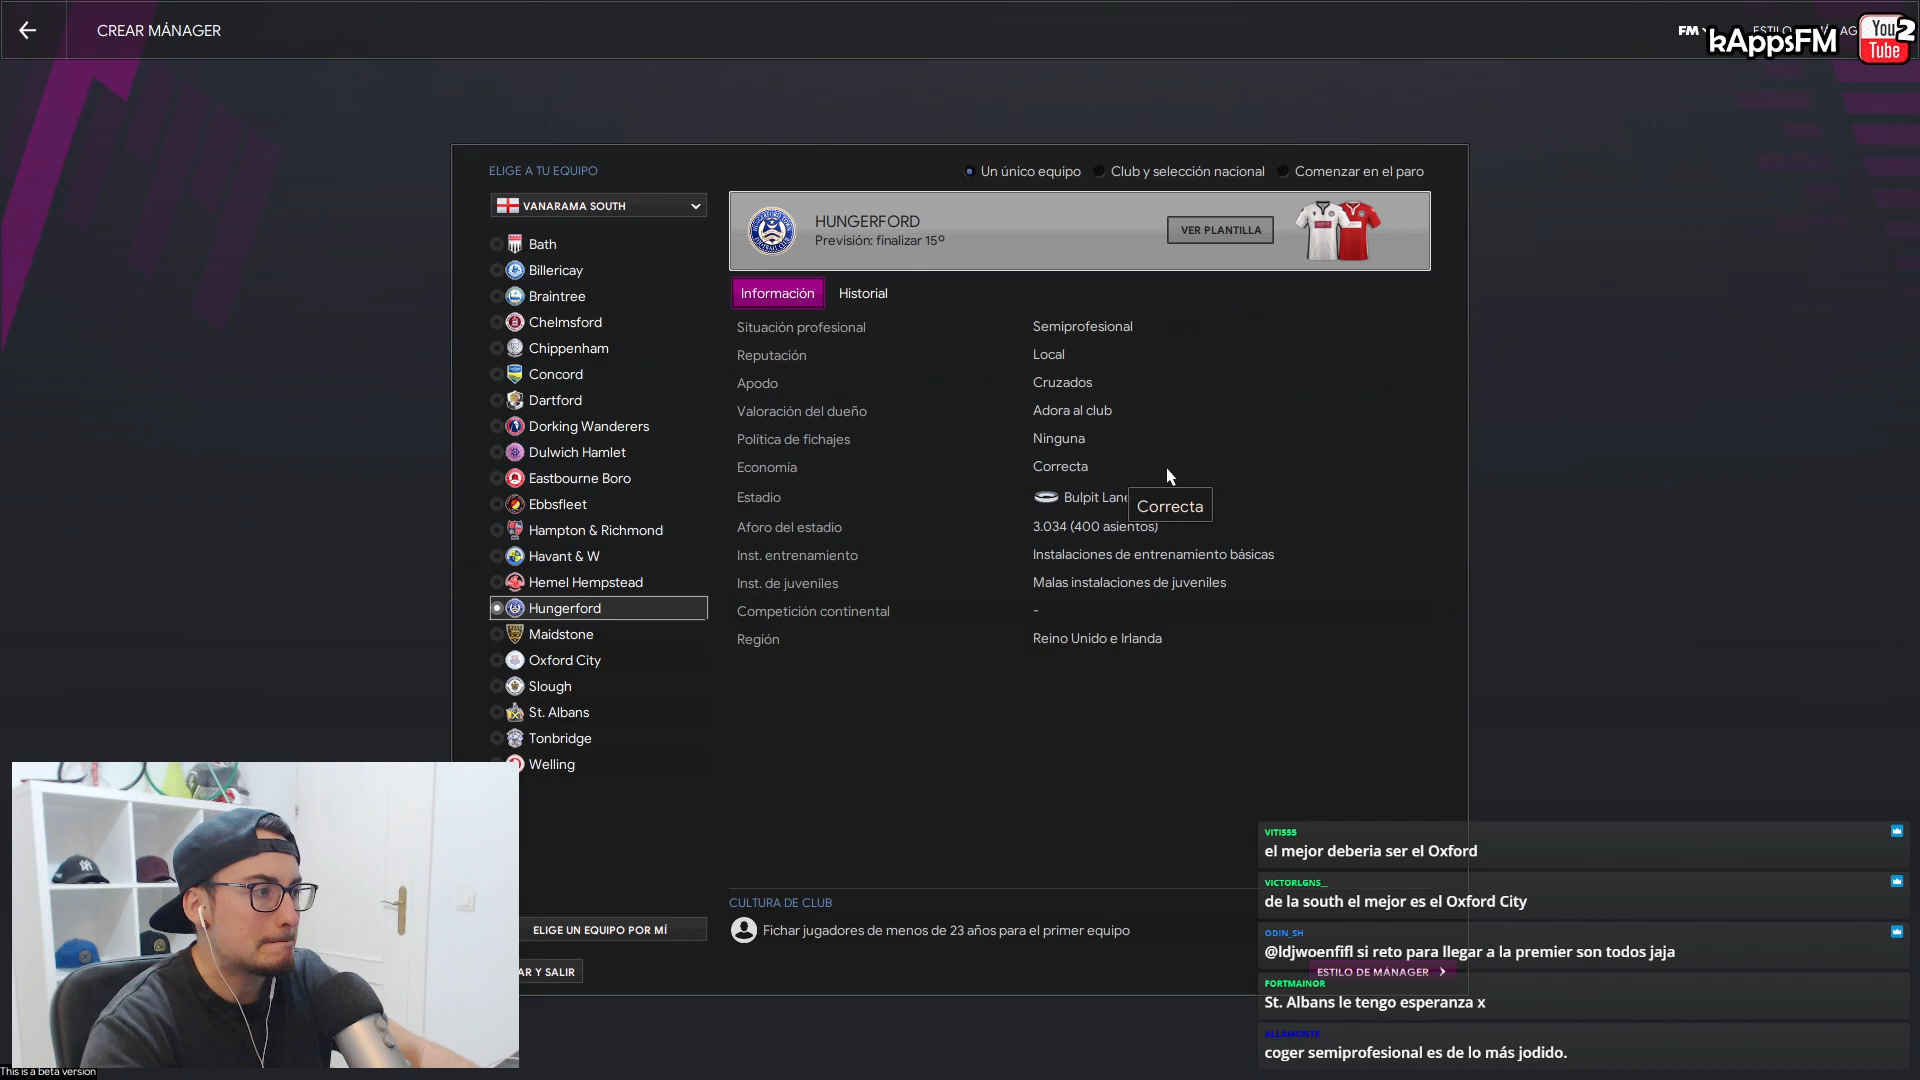 CREAR MÁNAGER
FM
kAppsFM
You2
Tube
ELIGE A TU EQUIPO
Un único equipo
Club y selección nacional
Comenzar en el paro
VANARAMA SOUTH
HUNGERFORD
Previsión: finalizar 15º
VER PLANTILLA
Bath
Billericay
Braintree
Chelmsford
Chippenham
Concord
Dartford
Dorking Wanderers
Dulwich Hamlet
Eastbourne Boro
Ebbsfleet
Hampton & Richmond
Havant & W
Hemel Hempstead
Hungerford
Maidstone
Oxford City
Slough
St. Albans
Tonbridge
Welling
Información
Historial
Situación profesional Semiprofesional
Reputación Local
Apodo Cruzados
Valoración del dueño Adora al club
Política de fichajes Ninguna
Economía Correcta
Estadio Bulpit Lane
Correcta
Aforo del estadio 3.034 (400 asientos)
Inst. entrenamiento Instalaciones de entrenamiento básicas
Inst. de juveniles Malas instalaciones de juveniles
Competición continental -
Región Reino Unido e Irlanda
CULTURA DE CLUB
Fichar jugadores de menos de 23 años para el primer equipo
ELIGE UN EQUIPO POR MÍ
AR Y SALIR
ESTILO DE MÁNAGER
VITI555
el mejor deberia ser el Oxford
VICTORLGNS__
de la south el mejor es el Oxford City
ODIN_SH
@ldjwoenfifl si reto para llegar a la premier son todos jaja
FORTMAINOR
St. Albans le tengo esperanza x
ALLAMONTE
coger semiprofesional es de lo más jodido.
This is a beta version